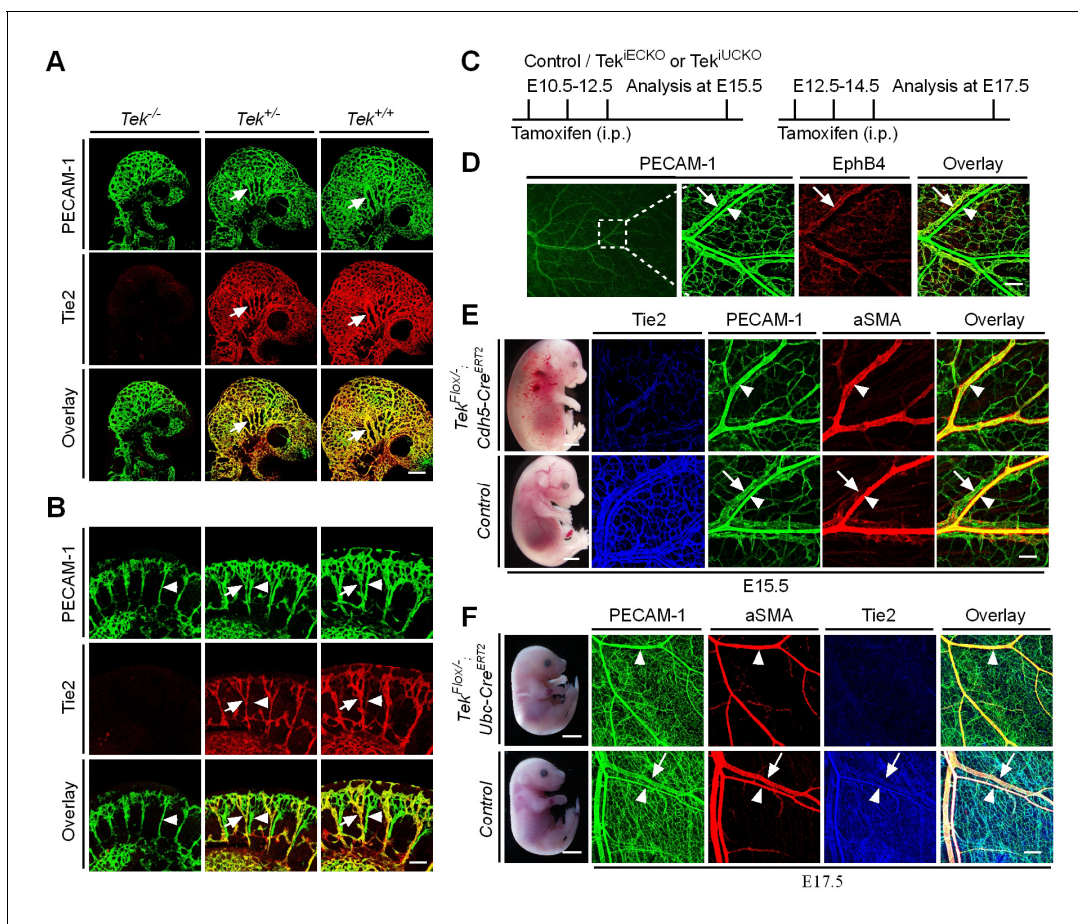 A
Tek-/-
Tek+/-
Tek+/+
PECAM-1
Tie2
Overlay
B
PECAM-1
Tie2
Overlay
C
Control / TekiECKO or TekiUCKO
E10.5-12.5 Analysis at E15.5
Tamoxifen (i.p.)
E12.5-14.5 Analysis at E17.5
Tamoxifen (i.p.)
D
PECAM-1
EphB4
Overlay
E
Tie2
PECAM-1
aSMA
Overlay
TekFlox/-;
Cdh5-CreERT2
Control
E15.5
F
PECAM-1
aSMA
Tie2
Overlay
TekFlox/-;
Ubc-CreERT2
Control
E17.5